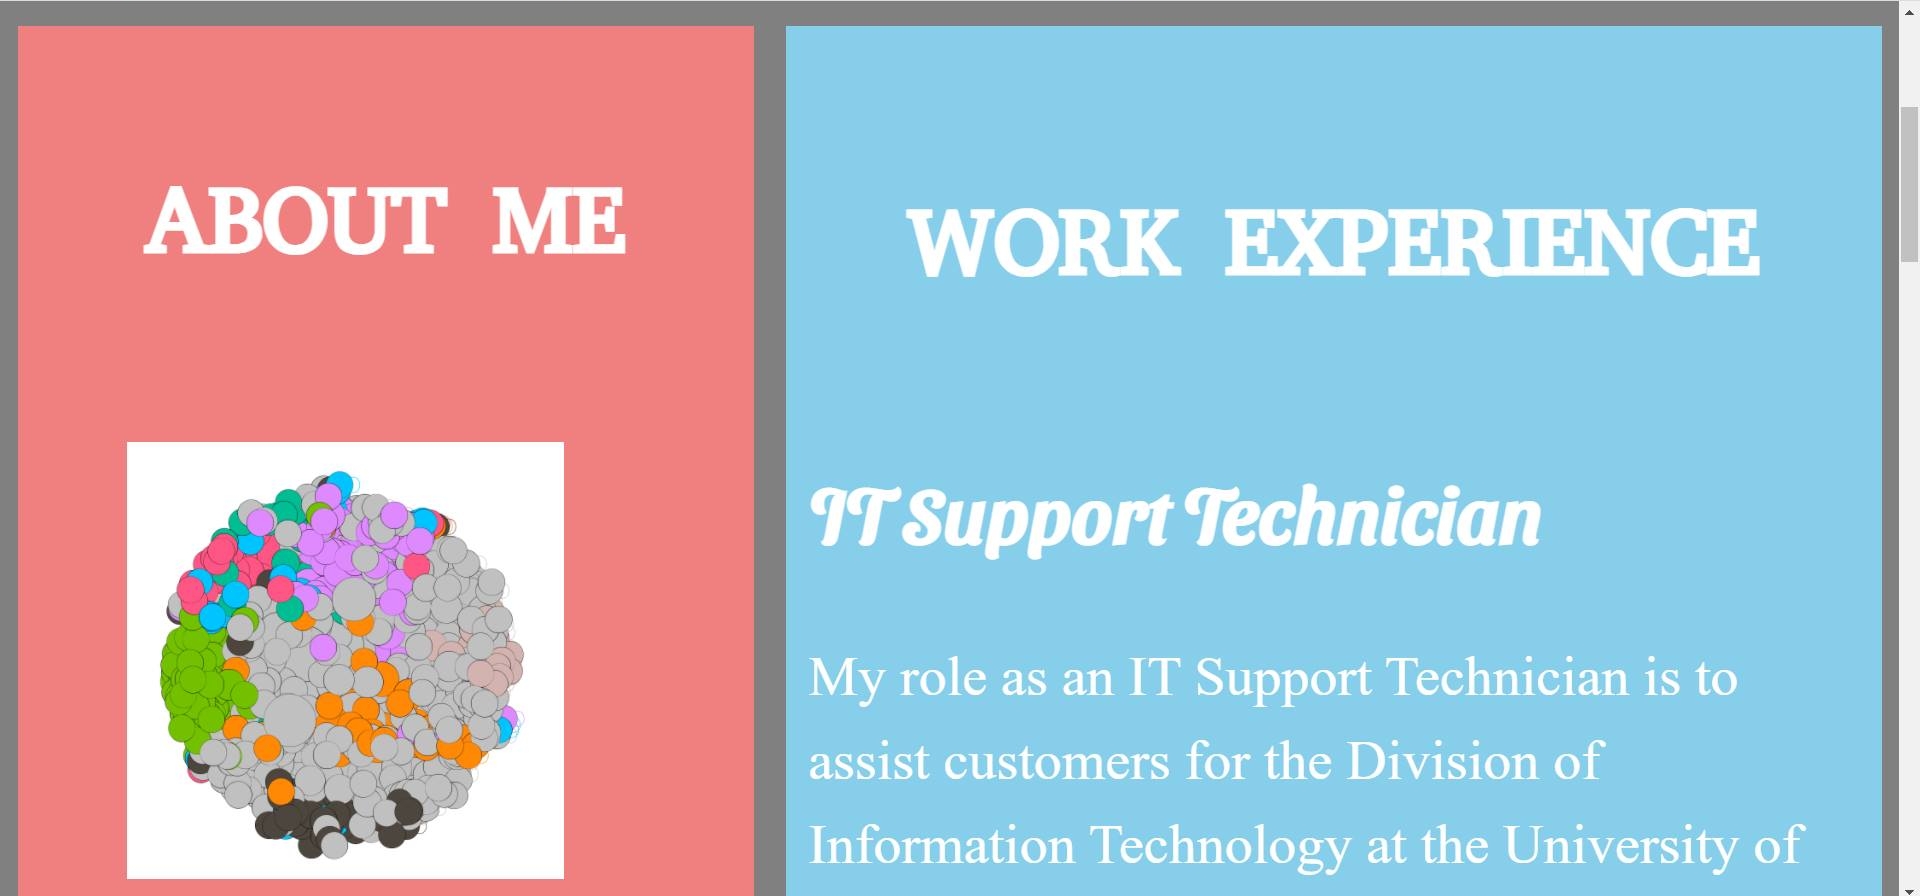 ABOUT ME
WORK EXPERIENCE
IT Support Technician
My role as an IT Support Technician is to
assist customers for the Division of
Information Technology at the University of